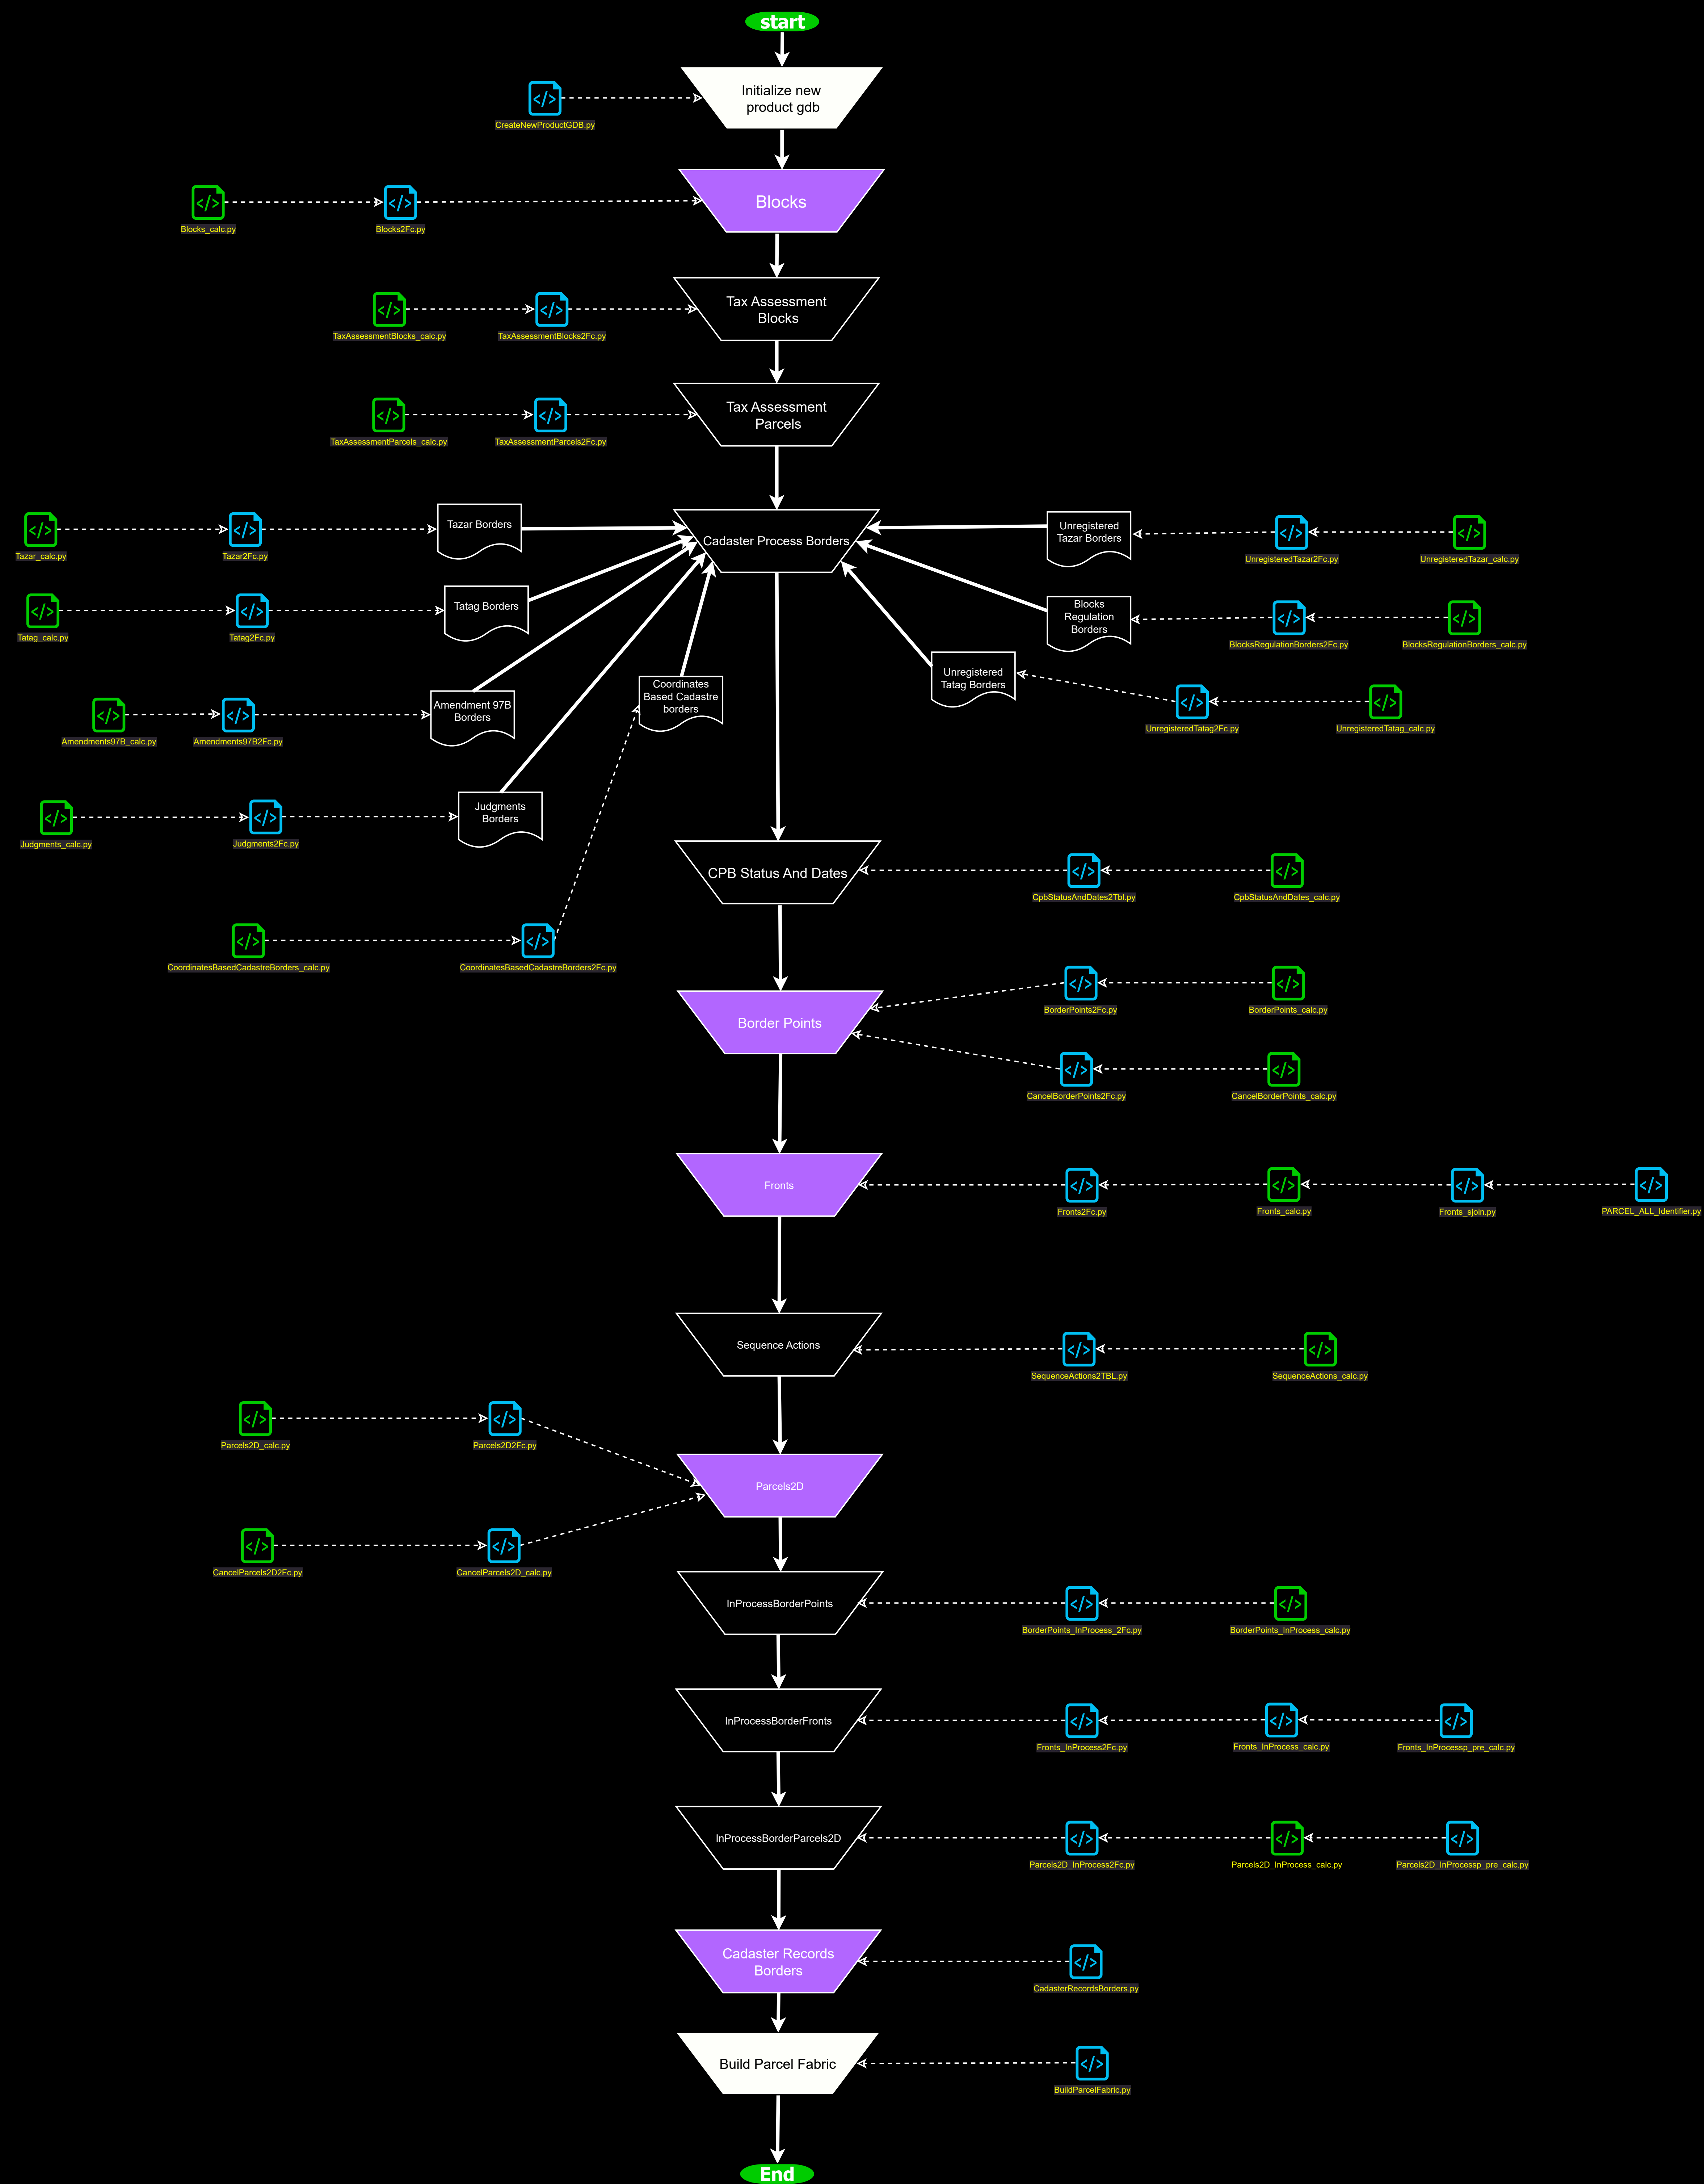 start
Initialize new
product gdb
</>
CreateNewProductGDB.py
Blocks
</>
Blocks_calc.py
</>
Blocks2Fc.py
Tax Assessment
Blocks
</>
TaxAssessmentBlocks_calc.py
</>
TaxAssessmentBlocks2Fc.py
Tax Assessment
Parcels
</>
TaxAssessmentParcels_calc.py
</>
TaxAssessmentParcels2Fc.py
Cadaster Process Borders
</>
Tazar_calc.py
</>
Tazar2Fc.py
Tazar Borders
Unregistered
Tazar Borders
</>
UnregisteredTazar2Fc.py
</>
UnregisteredTazar_calc.py
</>
Tatag_calc.py
</>
Tatag2Fc.py
Tatag Borders
Blocks
Regulation
Borders
</>
BlocksRegulationBorders2Fc.py
</>
BlocksRegulationBorders_calc.py
</>
Amendments97B_calc.py
</>
Amendments97B2Fc.py
Amendment 97B
Borders
Coordinates
Based Cadastre
borders
Unregistered
Tatag Borders
</>
UnregisteredTatag2Fc.py
</>
UnregisteredTatag_calc.py
</>
Judgments_calc.py
</>
Judgments2Fc.py
Judgments
Borders
</>
CoordinatesBasedCadastreBorders_calc.py
</>
CoordinatesBasedCadastreBorders2Fc.py
CPB Status And Dates
</>
CpbStatusAndDates2Tbl.py
</>
CpbStatusAndDates_calc.py
Border Points
</>
BorderPoints2Fc.py
</>
BorderPoints_calc.py
</>
CancelBorderPoints2Fc.py
</>
CancelBorderPoints_calc.py
Fronts
</>
Fronts2Fc.py
</>
Fronts_calc.py
</>
Fronts_sjoin.py
</>
PARCEL_ALL_Identifier.py
Sequence Actions
</>
SequenceActions2TBL.py
</>
SequenceActions_calc.py
</>
Parcels2D_calc.py
</>
Parcels2D2Fc.py
Parcels2D
</>
CancelParcels2D2Fc.py
</>
CancelParcels2D_calc.py
InProcessBorderPoints
</>
BorderPoints_InProcess_2Fc.py
</>
BorderPoints_InProcess_calc.py
InProcessBorderFronts
</>
Fronts_InProcess2Fc.py
</>
Fronts_InProcess_calc.py
</>
Fronts_InProcessp_pre_calc.py
InProcessBorderParcels2D
</>
Parcels2D_InProcess2Fc.py
</>
Parcels2D_InProcess_calc.py
</>
Parcels2D_InProcessp_pre_calc.py
Cadaster Records
Borders
</>
CadasterRecordsBorders.py
Build Parcel Fabric
</>
BuildParcelFabric.py
End